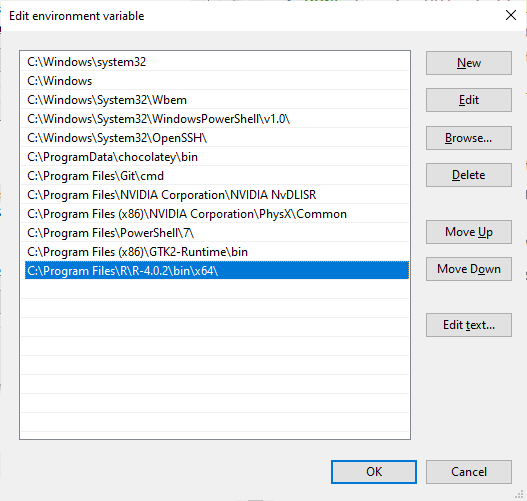 Edit environment variable
C:\Windows\system32
C:\Windows
C:\Windows\System32\Wbem
C:\Windows\System32\WindowsPowerShell\v1.0\
C:\Windows\System32\OpenSSH\
C:\ProgramData\chocolatey\bin
C:\Program Files\Git\cmd
C:\Program Files\NVIDIA Corporation\NVIDIA NvDLISR
C:\Program Files (x86)\NVIDIA Corporation\PhysX\Common
C:\Program Files\PowerShell\7\
C:\Program Files (x86)\GTK2-Runtime\bin
C:\Program Files\R\R-4.0.2\bin\x64\
New
Edit
Browse...
Delete
Move Up
Move Down
Edit text...
OK
Cancel